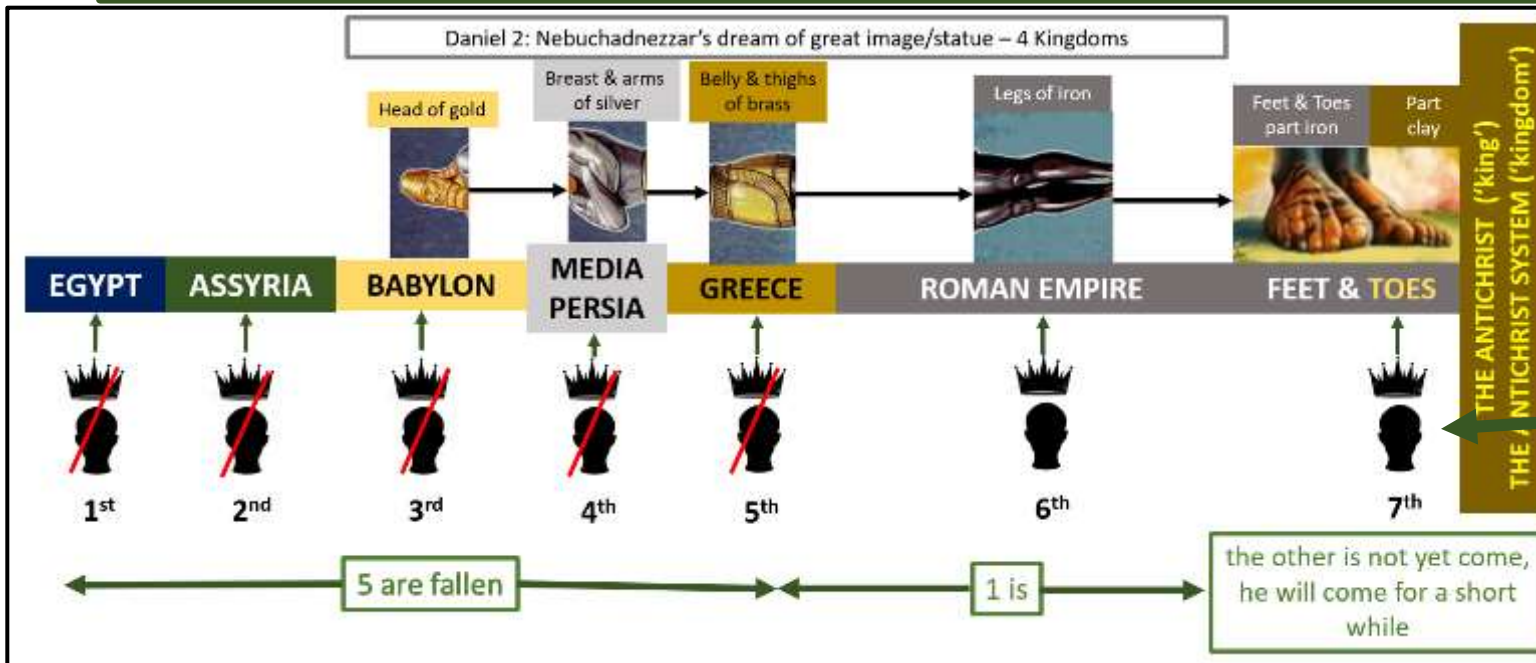 Daniel 2: Nebuchadnezzar's dream of great image/statue – 4 Kingdoms
Head of gold
Breast & arms
of silver
Belly & thighs
of brass
Legs of iron
Feet & Toes
part iron
Part
clay
EGYPT
ASSYRIA
BABYLON
MEDIA
PERSIA
GREECE
ROMAN EMPIRE
FEET & TOES
THE ANTICHRIST ('king')
THE ANTICHRIST SYSTEM ('kingdom')
1st
2nd
3rd
4th
5th
6th
7th
5 are fallen
1 is
the other is not yet come,
he will come for a short
while